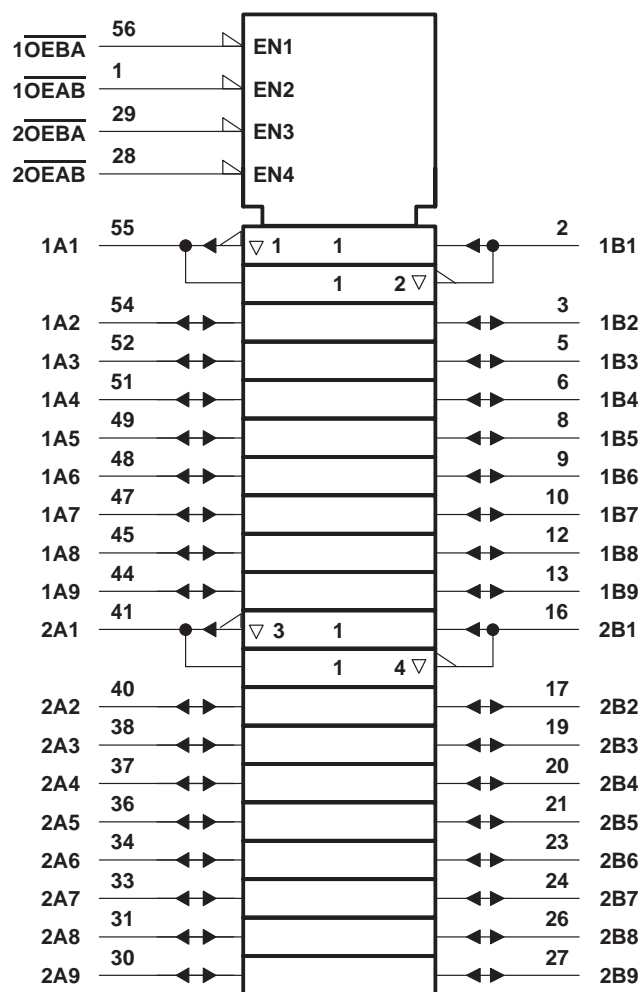 56
1OEBA
EN1
1
1OEAB
EN2
29
2OEBA
EN3
28
2OEAB
EN4
55
2
1A1
▽ 1 1
1B1
1 2 ▽
54
3
1A2
1B2
52
5
1A3
1B3
51
6
1A4
1B4
49
8
1A5
1B5
48
9
1A6
1B6
47
10
1A7
1B7
45
12
1A8
1B8
44
13
1A9
1B9
41
16
2A1
▽ 3 1
2B1
1 4 ▽
40
17
2A2
2B2
38
19
2A3
2B3
37
20
2A4
2B4
36
21
2A5
2B5
34
23
2A6
2B6
33
24
2A7
2B7
31
26
2A8
2B8
30
27
2A9
2B9